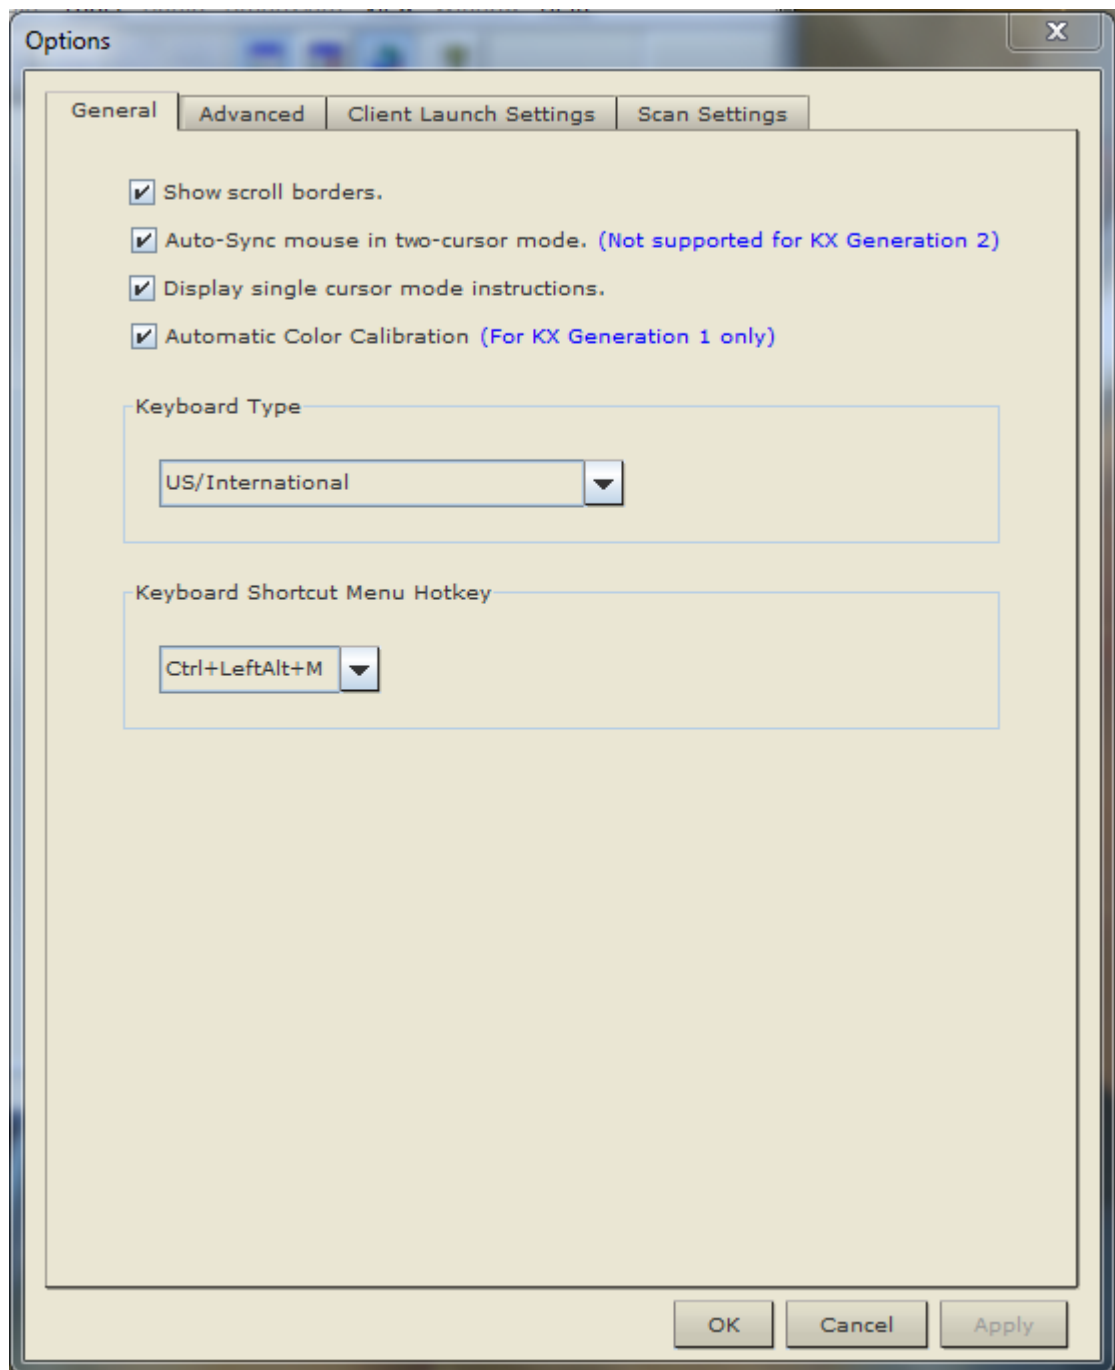 Options
General
Advanced
Client Launch Settings
Scan Settings
Show scroll borders.
Auto-Sync mouse in two-cursor mode. (Not supported for KX Generation 2)
Display single cursor mode instructions.
Automatic Color Calibration (For KX Generation 1 only)
Keyboard Type
US/International
Keyboard Shortcut Menu Hotkey
Ctrl+LeftAlt+M
OK
Cancel
Apply